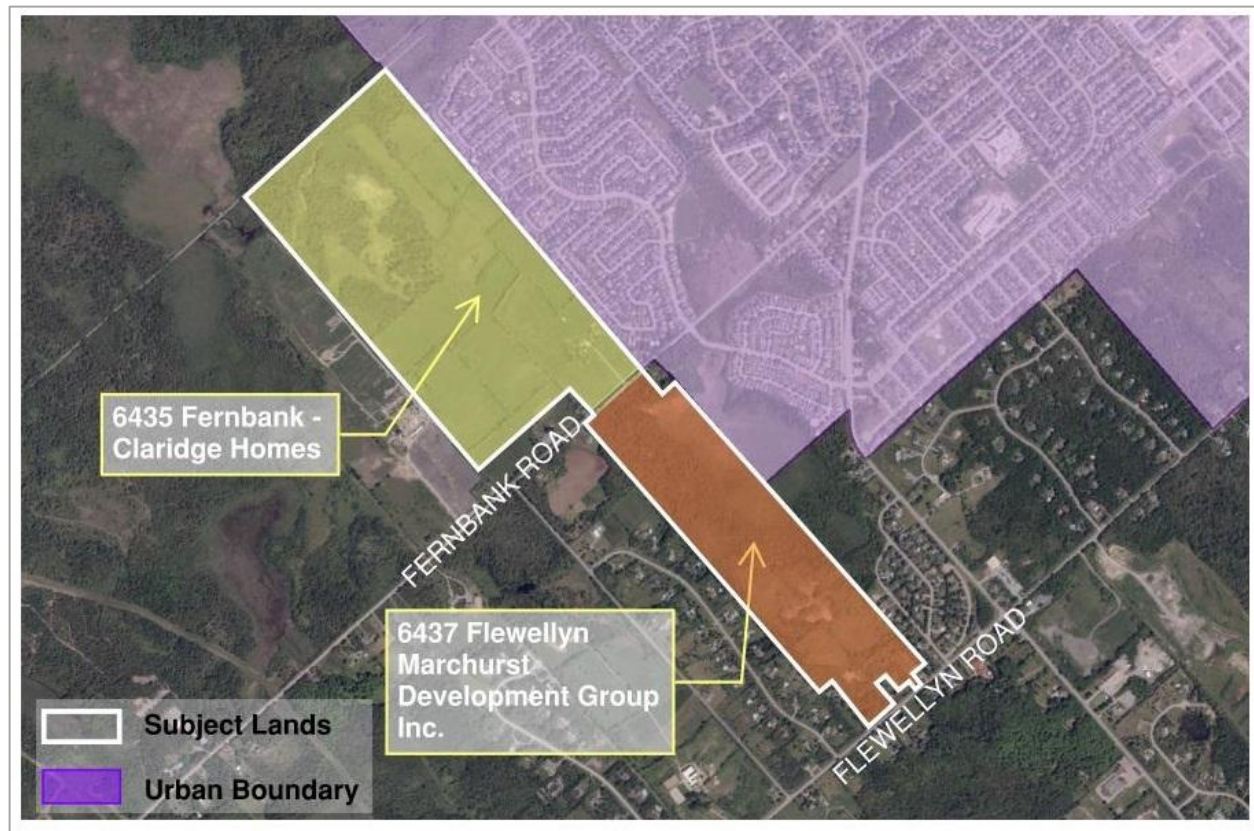 6435 Fernbank -
Claridge Homes
FERNBANK ROAD
6437 Flewellyn
Marchurst
Development Group
Inc.
FLEWELLYN ROAD
Subject Lands
Urban Boundary